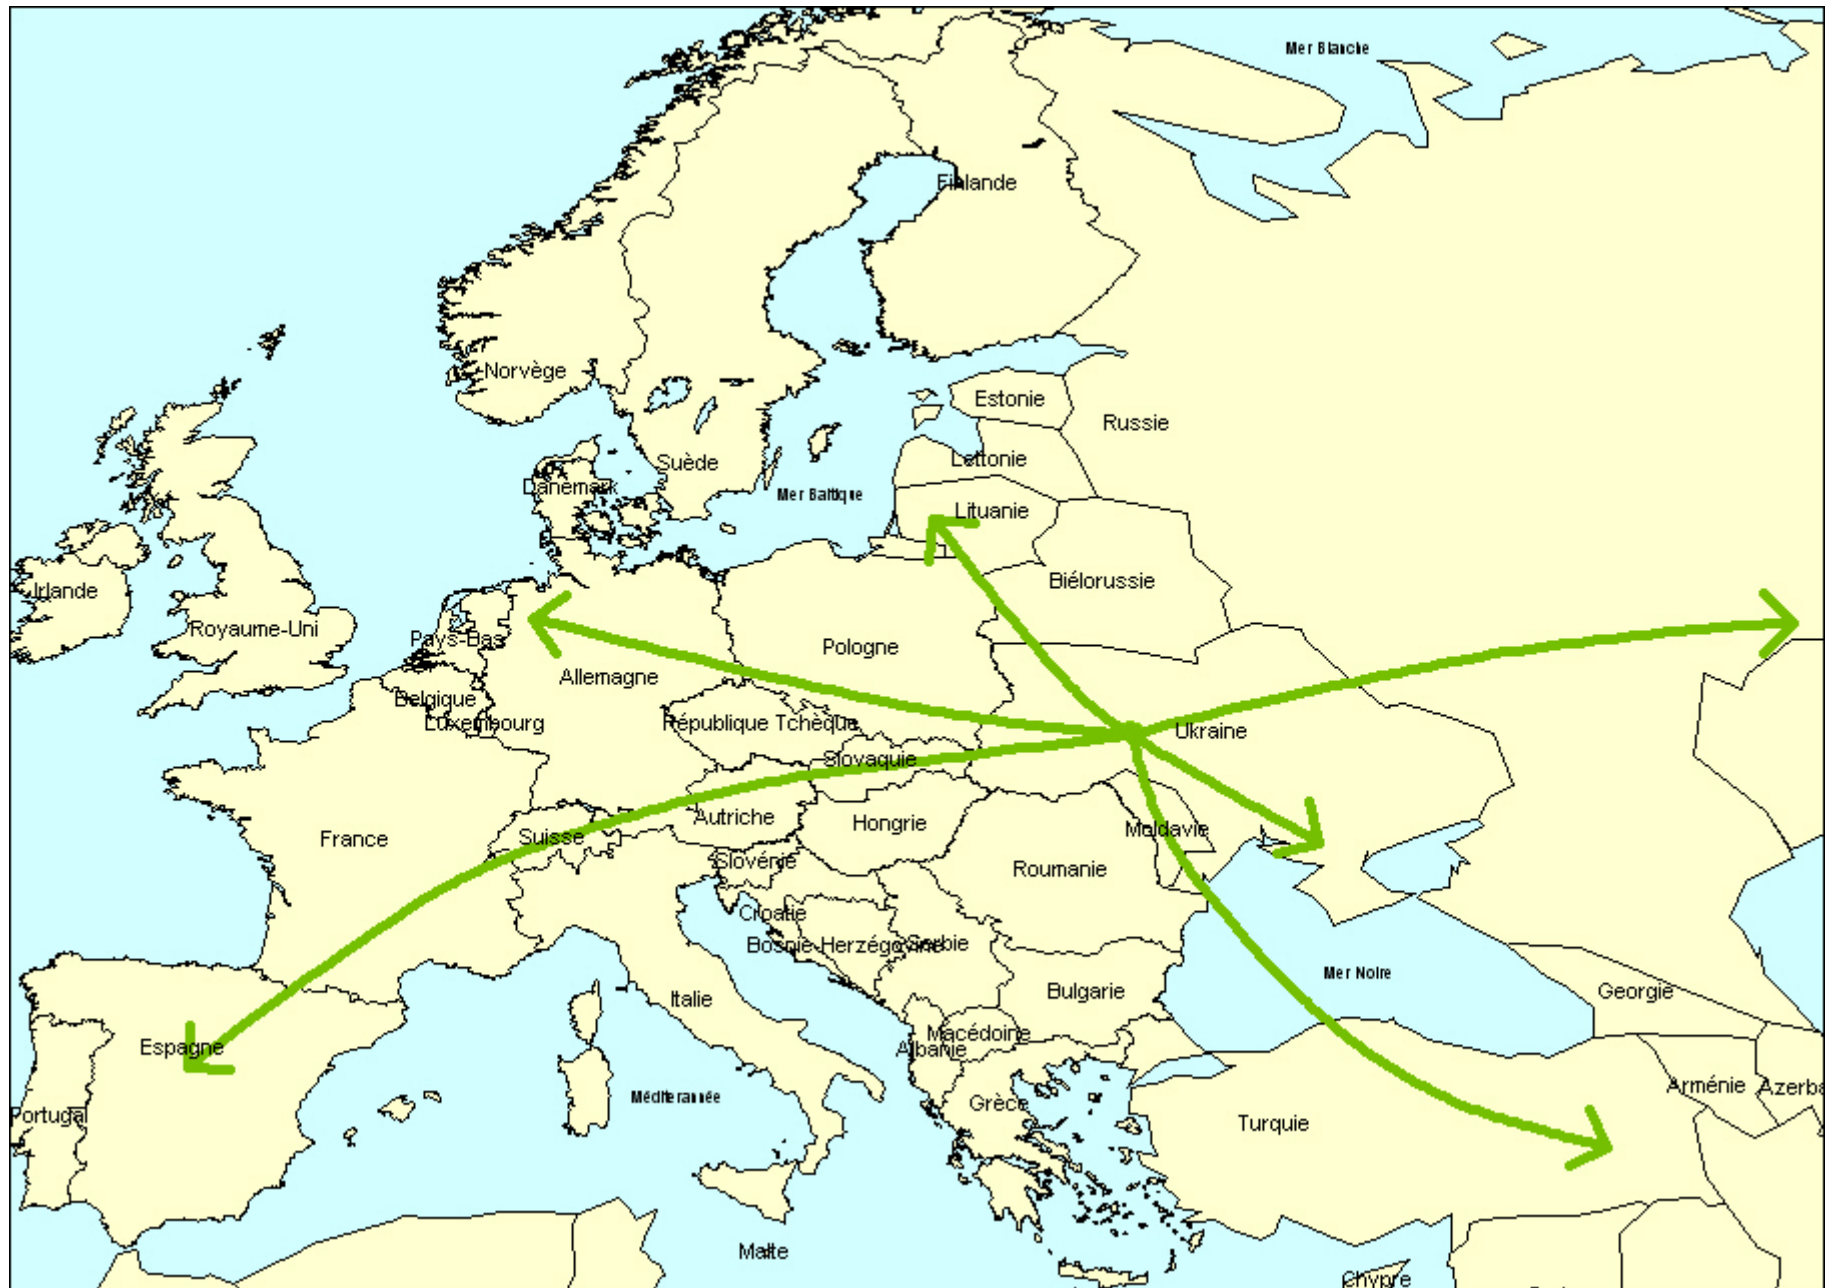 Mer Blanche
Finlande
Norvège
Estonie
Russie
Suède
Lettonie
Danemark
Mer Baltique
Lituanie
Irlande
Biélorussie
Royaume-Uni
Pays-Bas
Pologne
Allemagne
Belgique
Luxembourg
République Tchèque
Ukraine
Slovaquie
Autriche
Hongrie
Moldavie
France
Suisse
Slovénie
Roumanie
Croatie
Bosnie-Herzégovine
Serbie
Mer Noire
Italie
Bulgarie
Georgie
Macédoine
Espagne
Albanie
Arménie
Azerba
Méditerannée
Grèce
Portugal
Turquie
Malte
Chypre